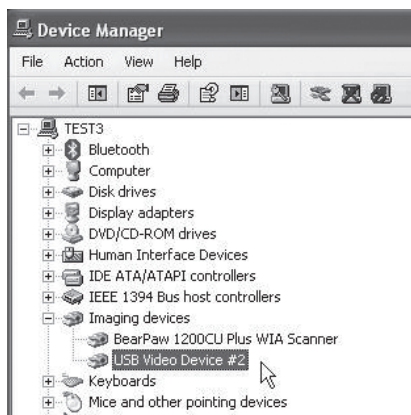 Device Manager
File Action View Help
TEST3
Bluetooth
Computer
Disk drives
Display adapters
DVD/CD-ROM drives
Human Interface Devices
IDE ATA/ATAPI controllers
IEEE 1394 Bus host controllers
Imaging devices
BearPaw 1200CU Plus WIA Scanner
USB Video Device #2
Keyboards
Mice and other pointing devices